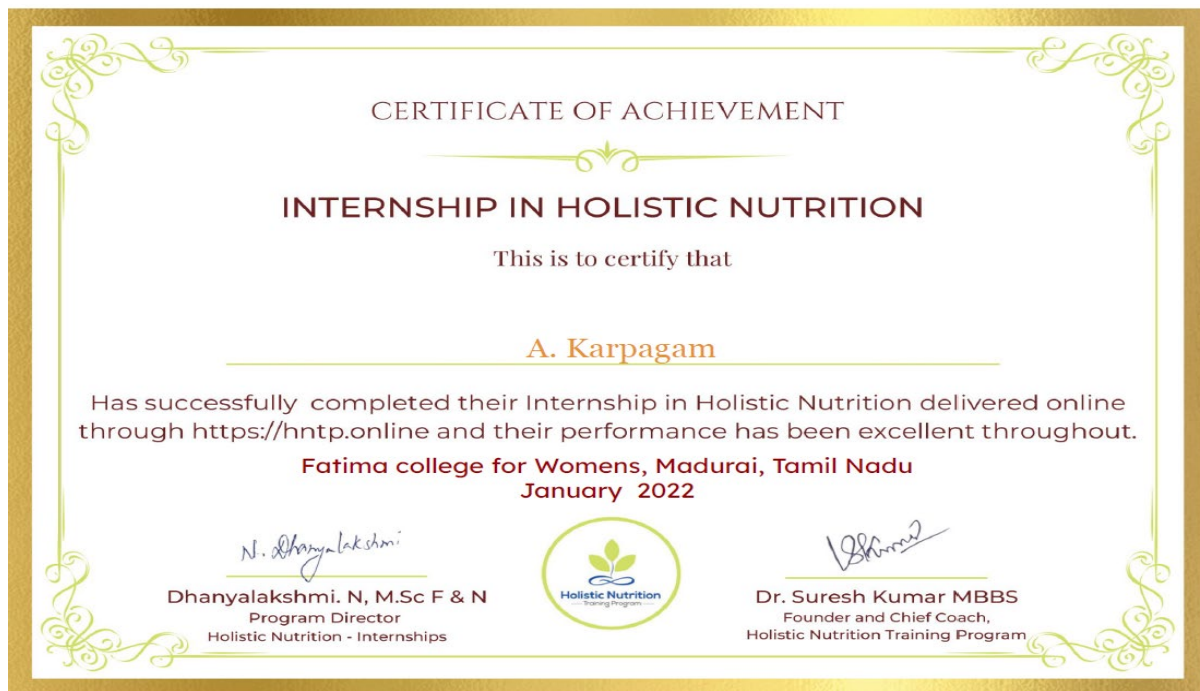 CERTIFICATE OF ACHIEVEMENT
INTERNSHIP IN HOLISTIC NUTRITION
This is to certify that
A. Karpagam
Has successfully completed their Internship in Holistic Nutrition delivered online
through https://hntp.online and their performance has been excellent throughout.
Fatima college for Womens, Madurai, Tamil Nadu
January 2022
N. Dhanyalakshmi
Dhanyalakshmi. N, M.Sc F & N
Program Director
Holistic Nutrition - Internships
Holistic Nutrition
Training Program
Dr. Suresh Kumar MBBS
Founder and Chief Coach,
Holistic Nutrition Training Program